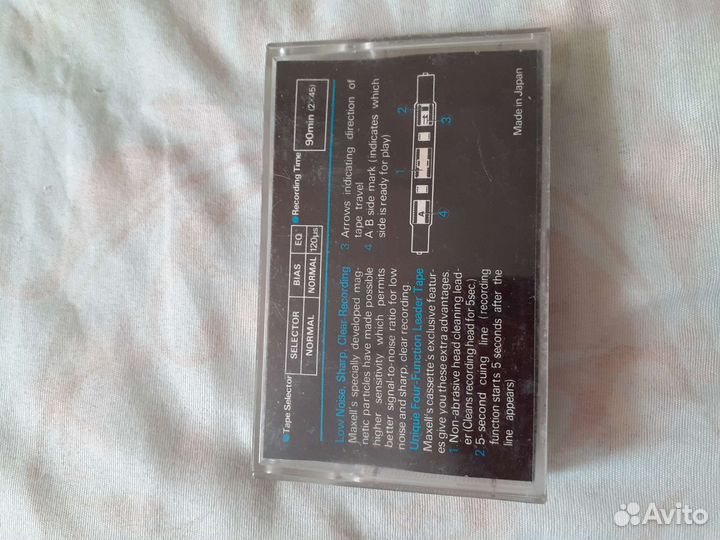 ●Tape Selector
SELECTOR BIAS EQ
NORMAL NORMAL 120μs
●Recording Time
90min (2×45)
Low Noise, Sharp, Clear Recording
Maxell's specially developed mag-
netic particles have made possible
higher sensitivity which permits
better signal-to-noise ratio for low
noise and sharp, clear recording.
Unique Four-Function Leader Tape
Maxell's cassette's exclusive featur-
es give you these extra advantages.
1 Non-abrasive head cleaning lead-
er (Cleans recording head for 5sec.)
2 5-second cuing line (recording
function starts 5 seconds after the
line appears)
3 Arrows indicating direction of
tape travel
4 A B side mark (indicates which
side is ready for play)
2
1
3
4
A
Made in Japan
Avito